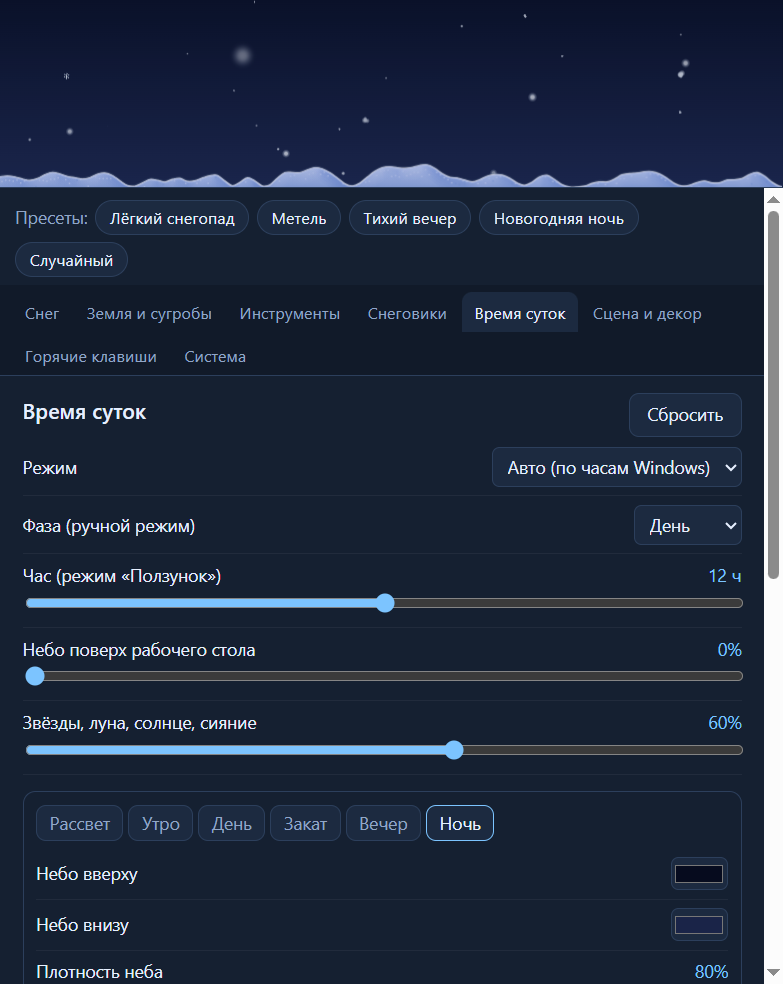 Пресеты: Лёгкий снегопад Метель Тихий вечер Новогодняя ночь
Случайный
Снег Земля и сугробы Инструменты Снеговики Время суток Сцена и декор
Горячие клавиши Система
Время суток Сбросить
Режим Авто (по часам Windows)
Фаза (ручной режим) День
Час (режим «Ползунок») 12 ч
Небо поверх рабочего стола 0%
Звёзды, луна, солнце, сияние 60%
Рассвет Утро День Закат Вечер Ночь
Небо вверху
Небо внизу
Плотность неба 80%